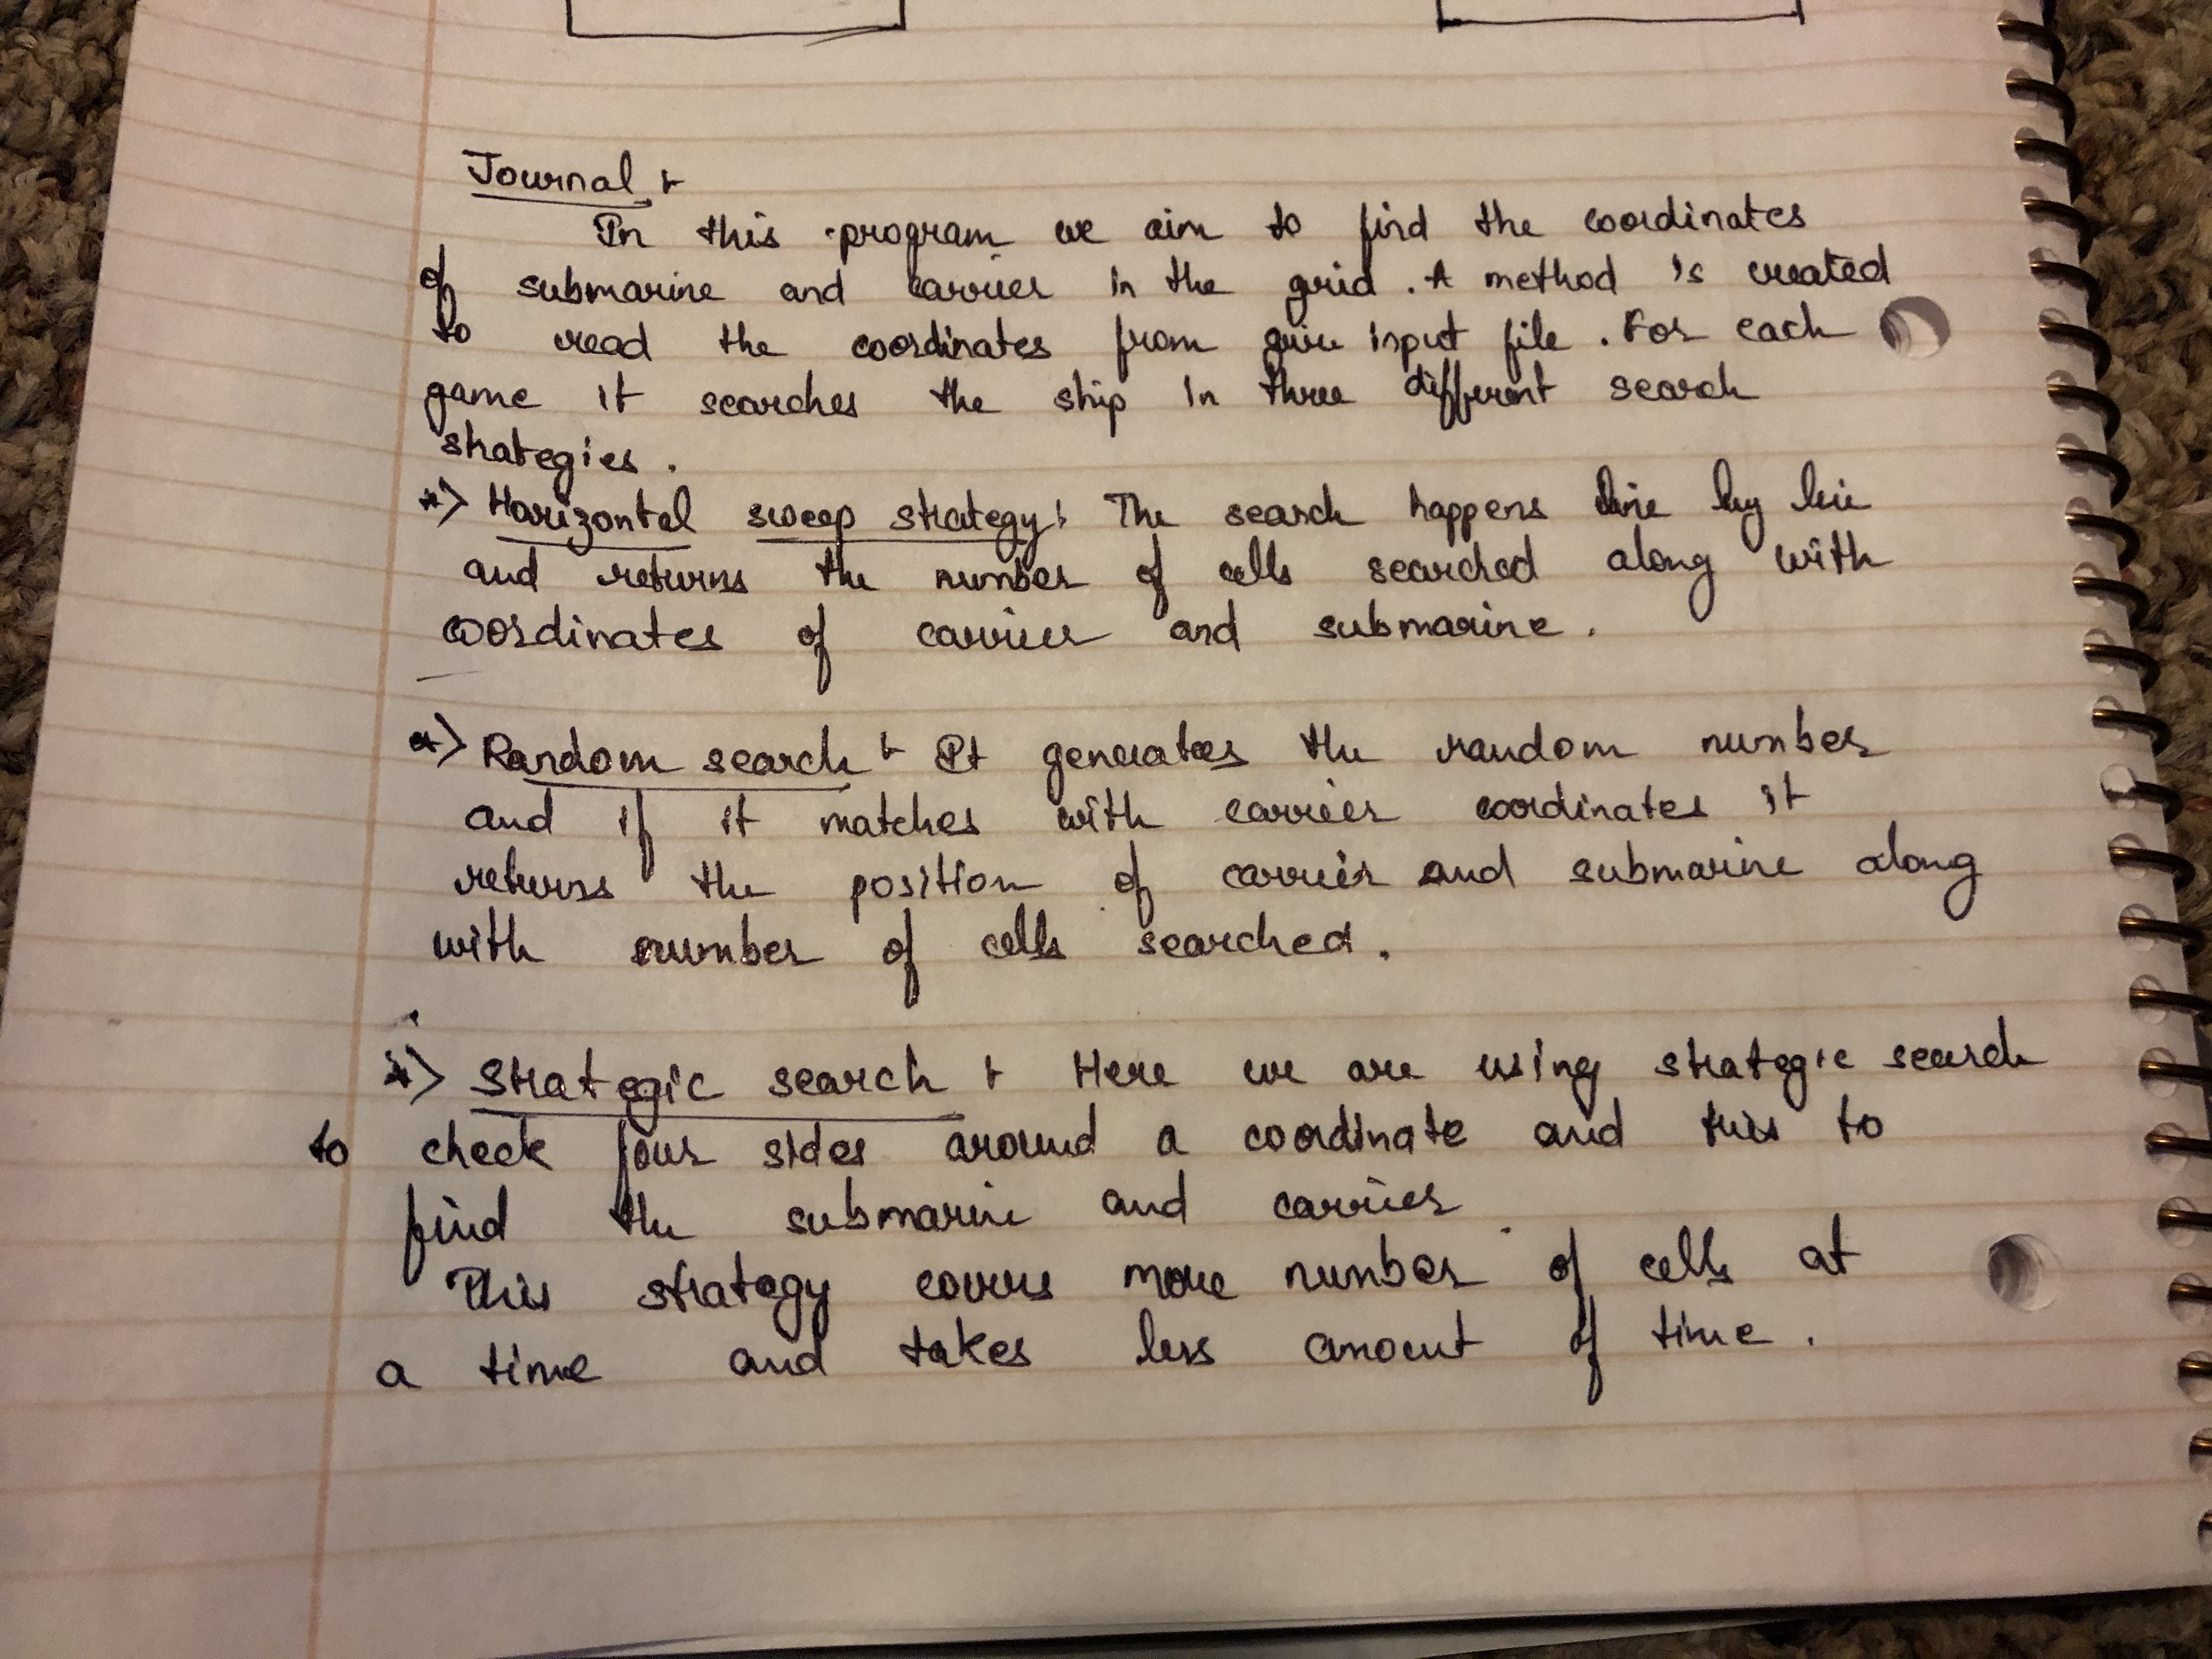 Journal :-
In this program we aim to find the coordinates
of submarine and carrier in the grid. A method is created
to read the coordinates from give input file. For each
game it searches the ship in three different search
strategies.
*> Horizontal sweep strategy: The search happens line by line
and returns the number of cells searched along with
coordinates of carrier and submarine.
*> Random search :- It generates the random number
and if it matches with carrier coordinates it
returns the position of carrier and submarine along
with number of cells searched.
*> Strategic search :- Here we are using strateggic search
to check four sides around a coordinate and this to
find the submarine and carrier
This strategy covers more number of cells at
a time and takes less amount of time.